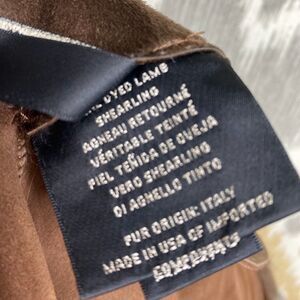 DYED LAMB
SHEARLING
AGNEAU RETOURNÉ
VÉRITABLE TEINTÉ
PIEL TEÑIDA DE OVEJA
VERO SHEARLING
DI AGNELLO TINTO
FUR ORIGIN: ITALY
MADE IN USA OF IMPORTED